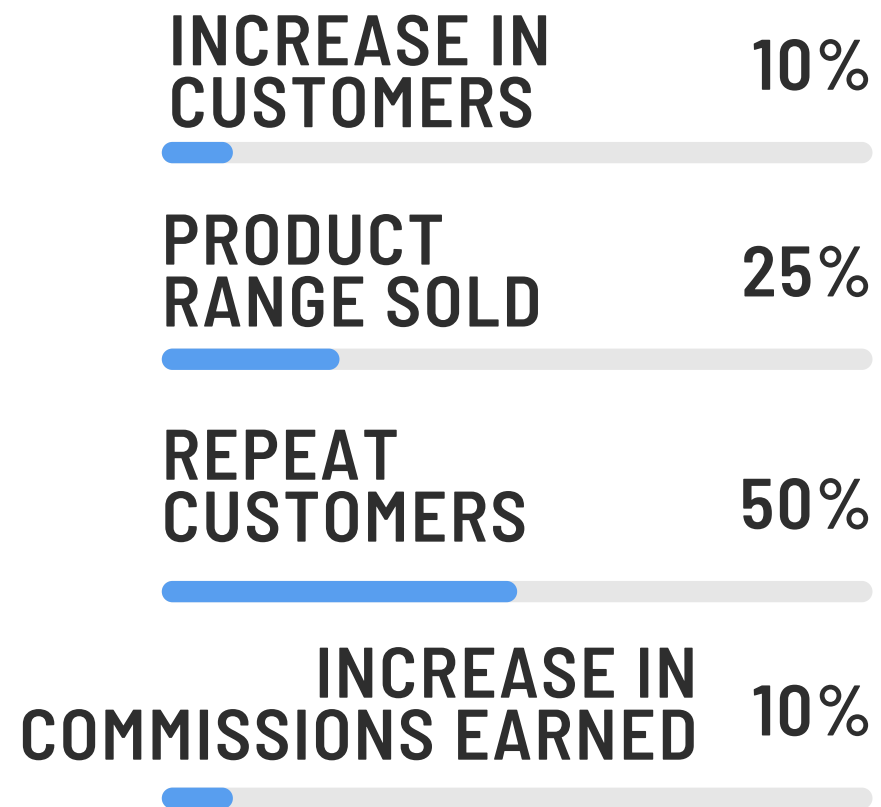 INCREASE IN
CUSTOMERS
10%
PRODUCT
RANGE SOLD
25%
REPEAT
CUSTOMERS
50%
INCREASE IN
COMMISSIONS EARNED
10%